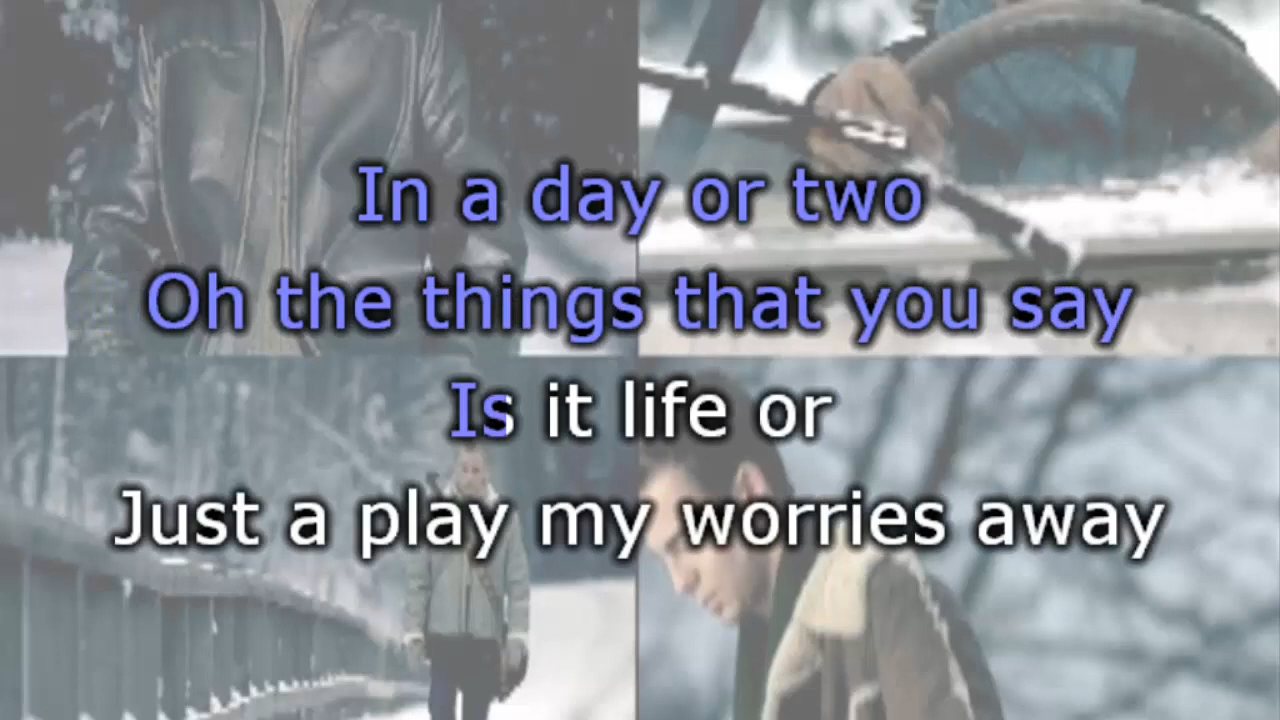 In a day or two
Oh the things that you say
Is it life or
Just a play my worries away